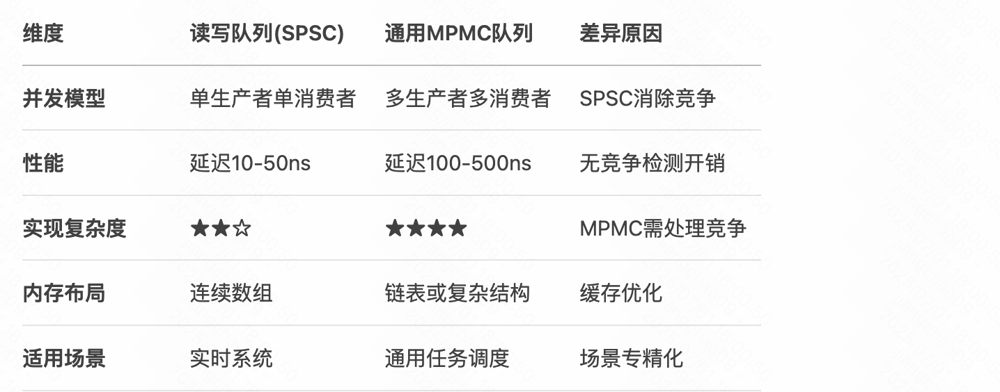 维度 读写队列(SPSC) 通用MPMC队列 差异原因
并发模型 单生产者单消费者 多生产者多消费者 SPSC消除竞争
性能 延迟10-50ns 延迟100-500ns 无竞争检测开销
实现复杂度 ★★☆ ★★★★ MPMC需处理竞争
内存布局 连续数组 链表或复杂结构 缓存优化
适用场景 实时系统 通用任务调度 场景专精化